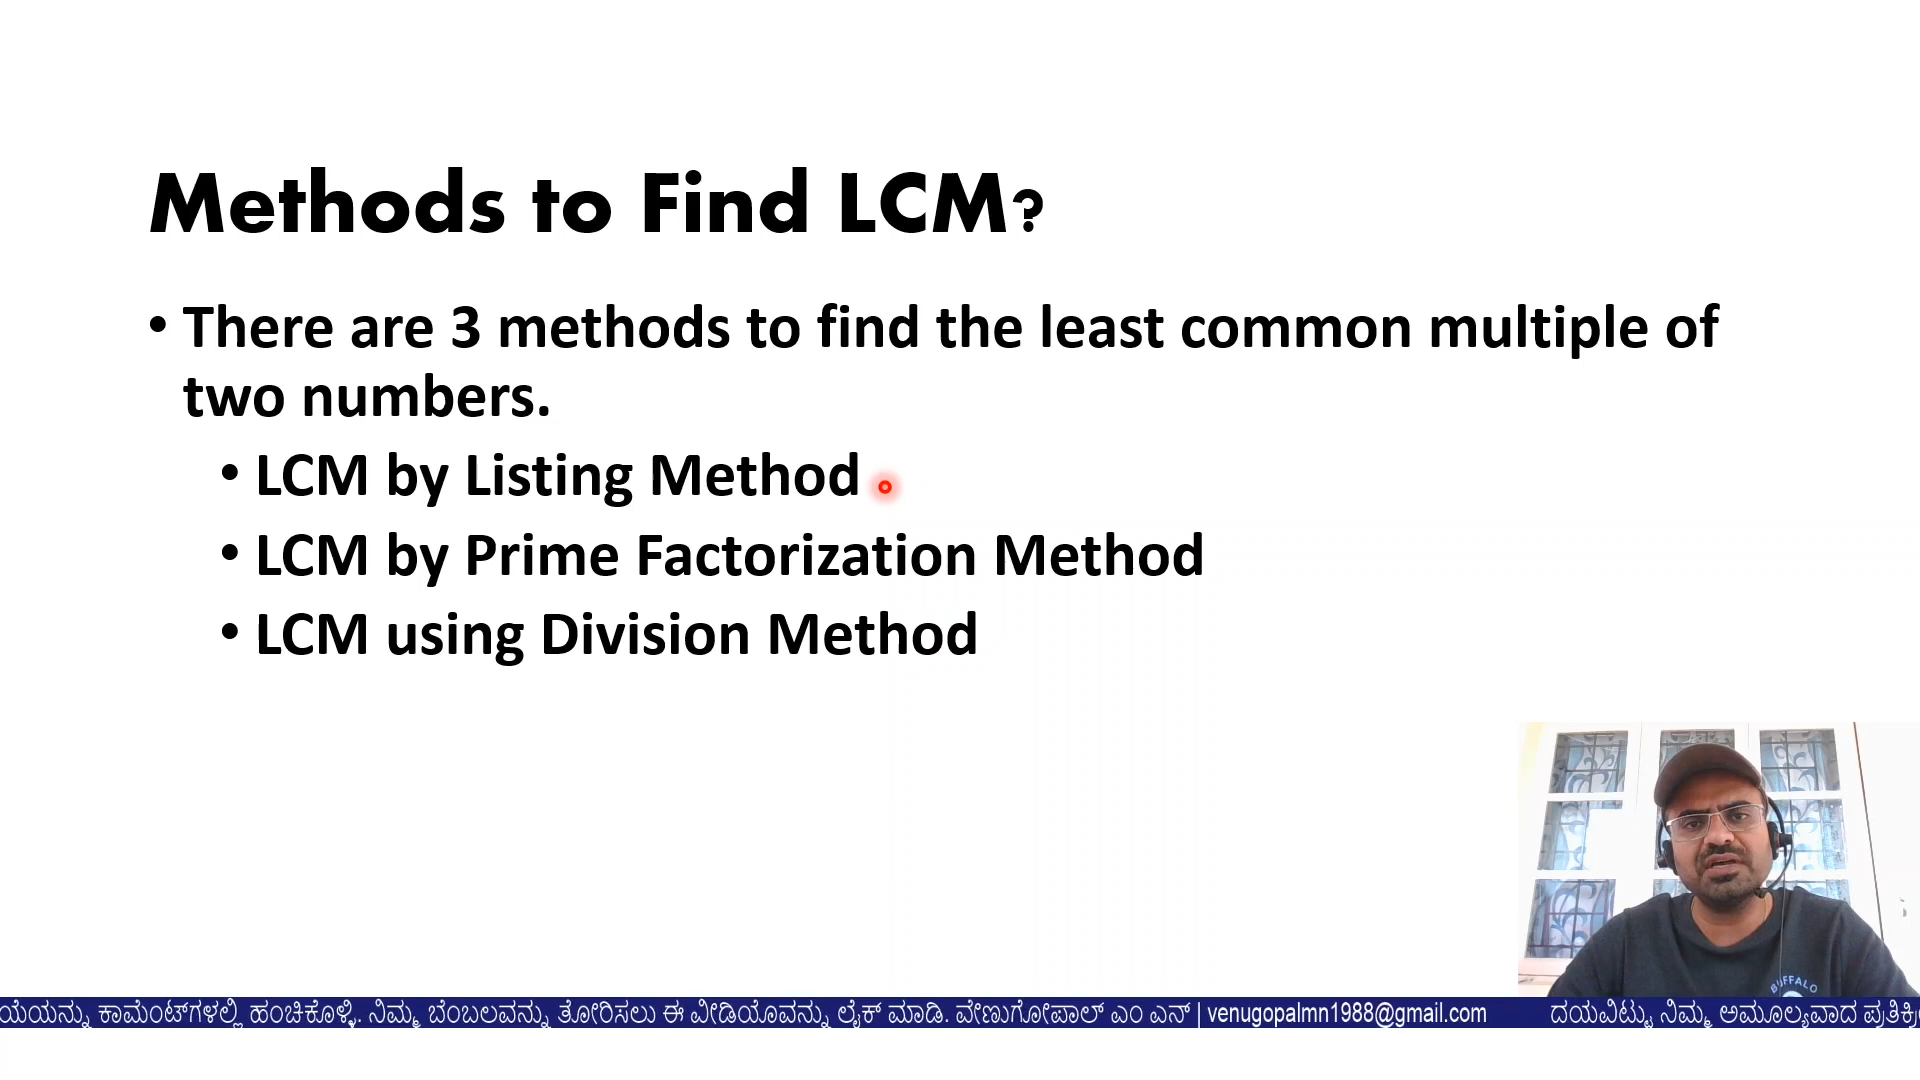 Methods to Find LCM?
• There are 3 methods to find the least common multiple of
two numbers.
• LCM by Listing Method
• LCM by Prime Factorization Method
• LCM using Division Method
BUFFALO
ಯೆಯನ್ನು ಕಾಮೆಂಟ್‌ಗಳಲ್ಲಿ ಹಂಚಿಕೊಳ್ಳಿ. ನಿಮ್ಮ ಬೆಂಬಲವನ್ನು ತೋರಿಸಲು ಈ ವೀಡಿಯೊವನ್ನು ಲೈಕ್ ಮಾಡಿ. ವೇಣುಗೋಪಾಲ್ ಎಂ ಎನ್ | venugopalmn1988@gmail.com ದಯವಿಟ್ಟು ನಿಮ್ಮ ಅಮೂಲ್ಯವಾದ